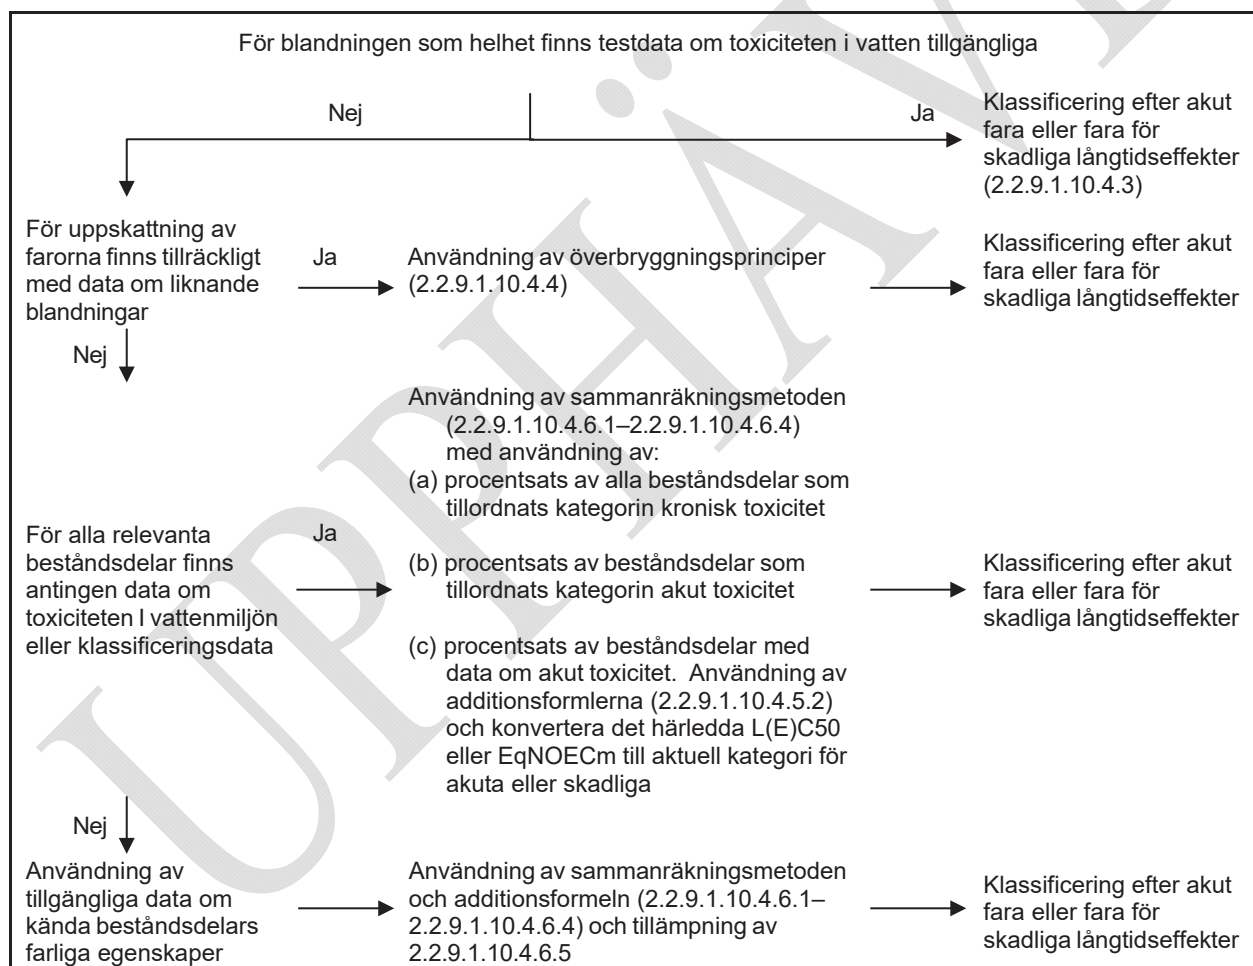 För blandningen som helhet finns testdata om toxiciteten i vatten tillgängliga
Nej
Ja
Klassificering efter akut
fara eller fara för
skadliga långtidseffekter
(2.2.9.1.10.4.3)
För uppskattning av
farorna finns tillräckligt
med data om liknande
blandningar
Ja
Användning av överbryggningsprinciper
(2.2.9.1.10.4.4)
Klassificering efter akut
fara eller fara för
skadliga långtidseffekter
Nej
Användning av sammanräkningsmetoden
(2.2.9.1.10.4.6.1–2.2.9.1.10.4.6.4)
med användning av:
(a) procentsats av alla beståndsdelar som
tillordnats kategorin kronisk toxicitet
För alla relevanta
beståndsdelar finns
antingen data om
toxiciteten I vattenmiljön
eller klassificeringsdata
Ja
(b) procentsats av beståndsdelar som
tillordnats kategorin akut toxicitet
(c) procentsats av beståndsdelar med
data om akut toxicitet. Användning av
additionsformlerna (2.2.9.1.10.4.5.2)
och konvertera det härledda L(E)C50
eller EqNOECm till aktuell kategori för
akuta eller skadliga
Klassificering efter akut
fara eller fara för
skadliga långtidseffekter
Nej
Användning av
tillgängliga data om
kända beståndsdelars
farliga egenskaper
Användning av sammanräkningsmetoden
och additionsformeln (2.2.9.1.10.4.6.1–
2.2.9.1.10.4.6.4) och tillämpning av
2.2.9.1.10.4.6.5
Klassificering efter akut
fara eller fara för
skadliga långtidseffekter
UPPHÄV